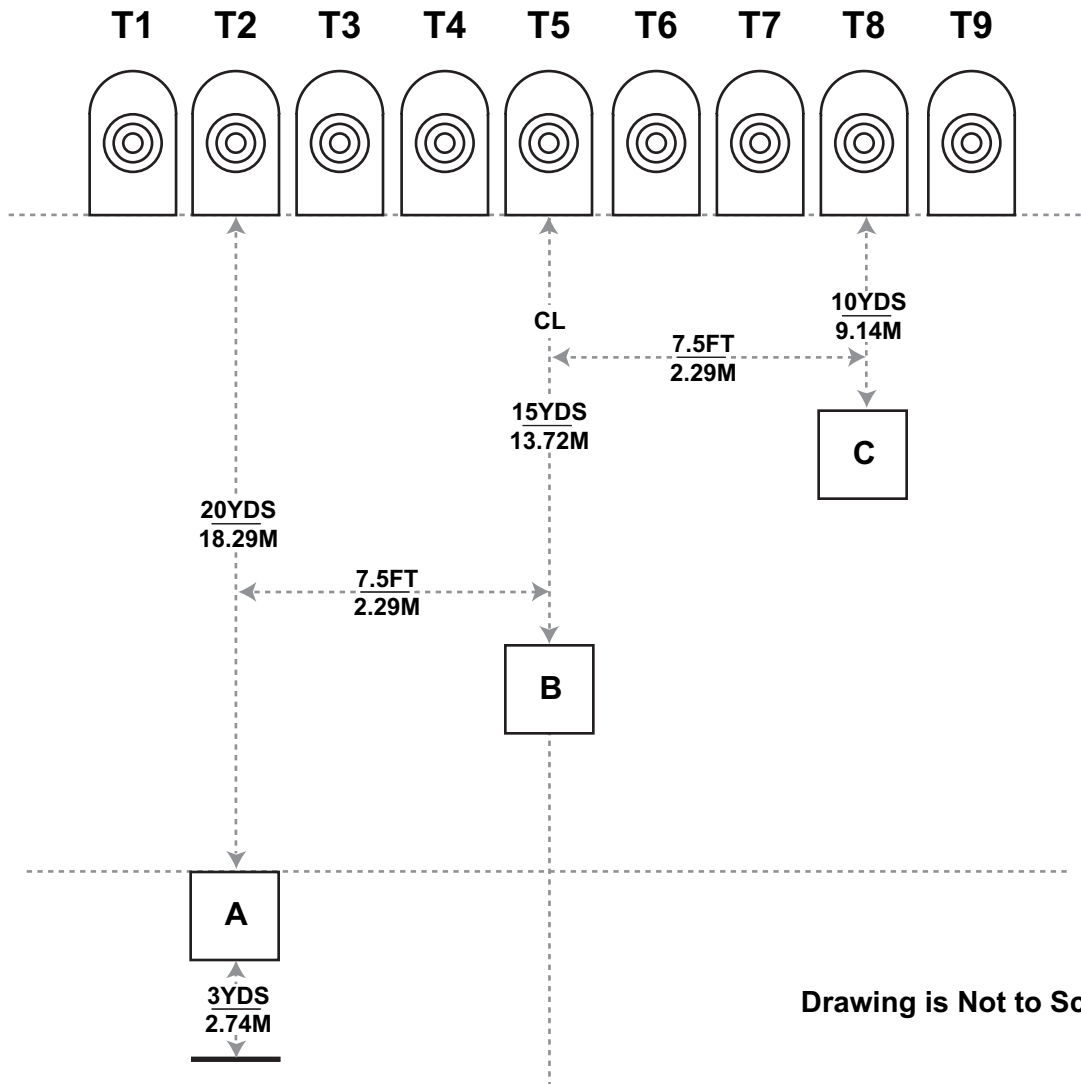 T1 T2 T3 T4 T5 T6 T7 T8 T9
10YDS
9.14M
CL
7.5FT
2.29M
15YDS
13.72M
C
20YDS
18.29M
7.5FT
2.29M
B
A
3YDS
2.74M
Drawing is Not to Sc